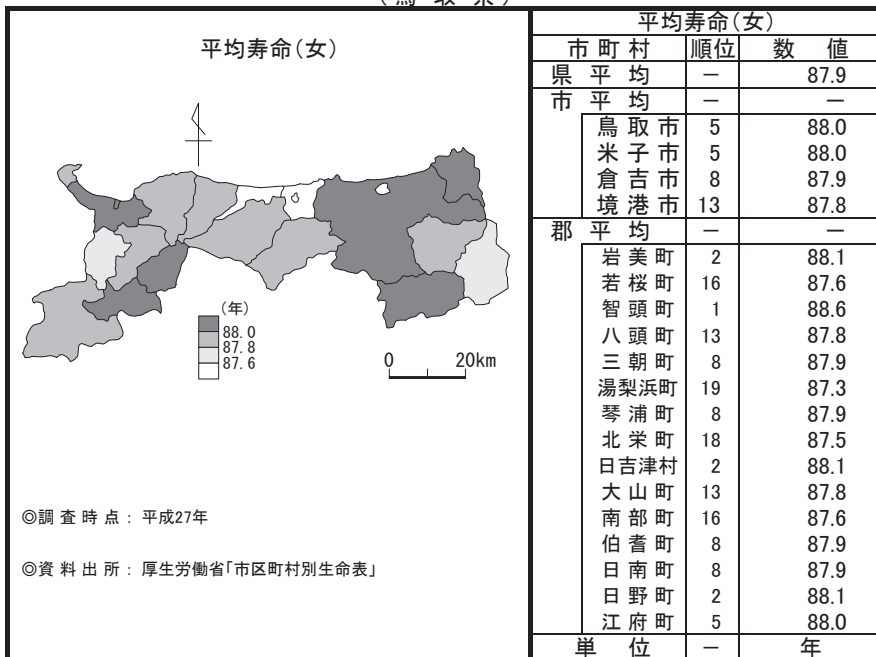 (鳥取県)
平均寿命(女)
(年)
88.0
87.8
87.6
0 20km
◎調査時点: 平成27年
◎資料出所: 厚生労働省「市区町村別生命表」
平均寿命(女)
市町村 順位 数値
県平均 － 87.9
市平均 － －
鳥取市 5 88.0
米子市 5 88.0
倉吉市 8 87.9
境港市 13 87.8
郡平均 － －
岩美町 2 88.1
若桜町 16 87.6
智頭町 1 88.6
八頭町 13 87.8
三朝町 8 87.9
湯梨浜町 19 87.3
琴浦町 8 87.9
北栄町 18 87.5
日吉津村 2 88.1
大山町 13 87.8
南部町 16 87.6
伯耆町 8 87.9
日南町 8 87.9
日野町 2 88.1
江府町 5 88.0
単位 － 年